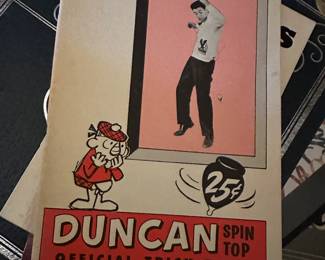 25¢
DUNCAN SPIN
TOP
OFFICIAL